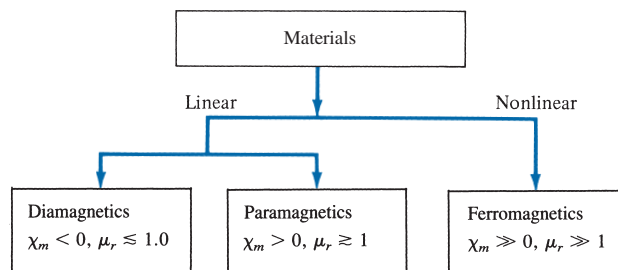 Materials
Linear
Nonlinear
Diamagnetics
χₘ < 0, μᵣ ≲ 1.0
Paramagnetics
χₘ > 0, μᵣ ≳ 1
Ferromagnetics
χₘ ≫ 0, μᵣ ≫ 1